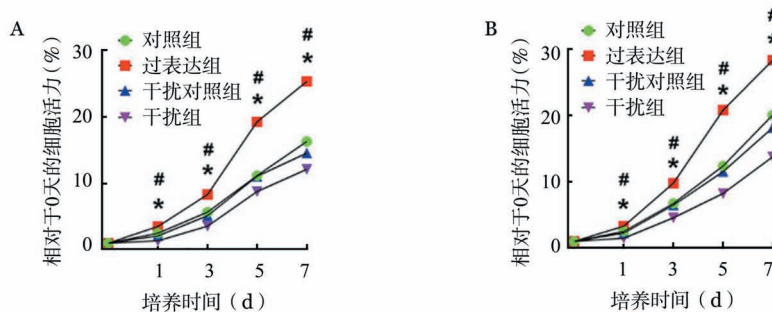 A
30
20
10
0
相对于0天的细胞活力(%)
对照组
过表达组
干扰对照组
干扰组
#
*
#
*
#
*
#
*
1 3 5 7
培养时间(d)
B
30
20
10
0
相对于0天的细胞活力(%)
对照组
过表达组
干扰对照组
干扰组
#
*
#
*
#
*
#
*
1 3 5 7
培养时间(d)